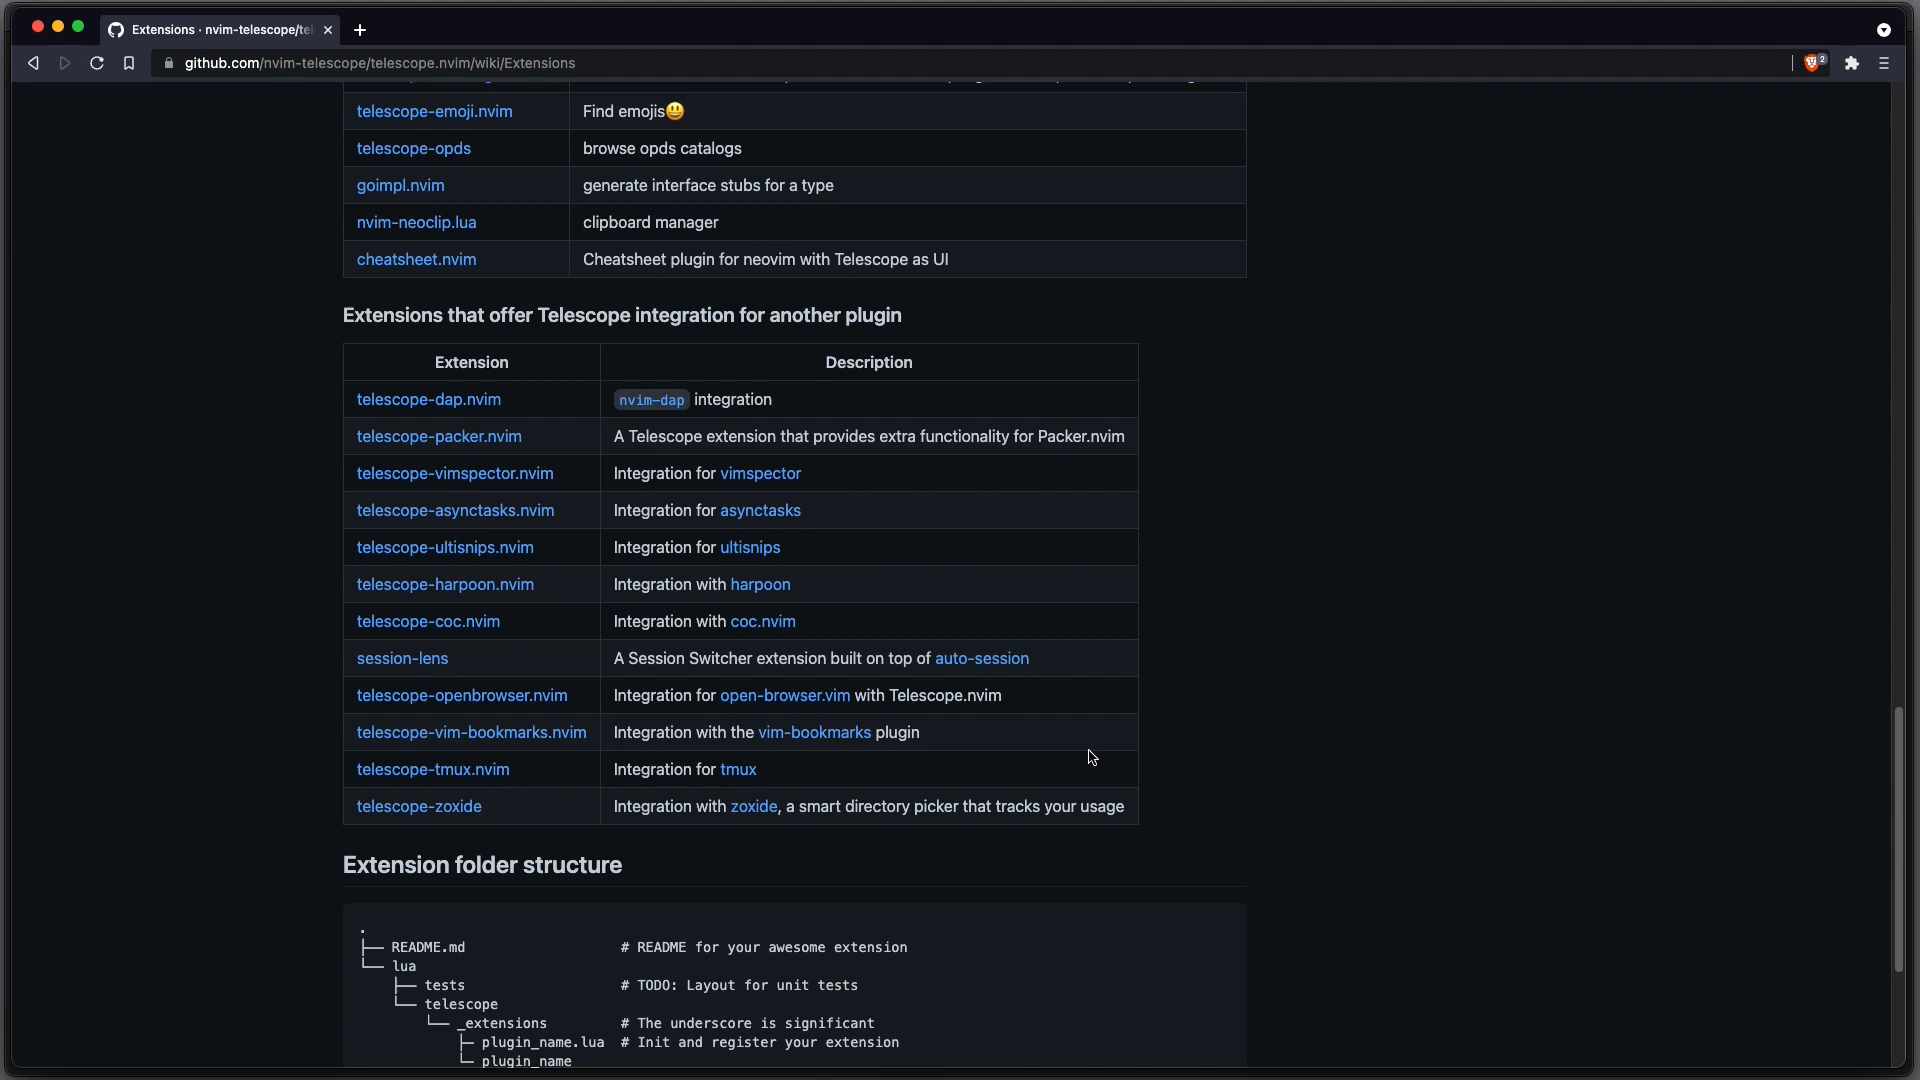 Extensions · nvim-telescope/te
github.com/nvim-telescope/telescope.nvim/wiki/Extensions
2
telescope-emoji.nvim Find emojis😃
telescope-opds browse opds catalogs
goimpl.nvim generate interface stubs for a type
nvim-neoclip.lua clipboard manager
cheatsheet.nvim Cheatsheet plugin for neovim with Telescope as UI
Extensions that offer Telescope integration for another plugin
Extension Description
telescope-dap.nvim nvim-dap integration
telescope-packer.nvim A Telescope extension that provides extra functionality for Packer.nvim
telescope-vimspector.nvim Integration for vimspector
telescope-asynctasks.nvim Integration for asynctasks
telescope-ultisnips.nvim Integration for ultisnips
telescope-harpoon.nvim Integration with harpoon
telescope-coc.nvim Integration with coc.nvim
session-lens A Session Switcher extension built on top of auto-session
telescope-openbrowser.nvim Integration for open-browser.vim with Telescope.nvim
telescope-vim-bookmarks.nvim Integration with the vim-bookmarks plugin
telescope-tmux.nvim Integration for tmux
telescope-zoxide Integration with zoxide, a smart directory picker that tracks your usage
Extension folder structure
.
├── README.md # README for your awesome extension
└── lua
├── tests # TODO: Layout for unit tests
└── telescope
└── _extensions # The underscore is significant
├─ plugin_name.lua # Init and register your extension
└─ plugin_name